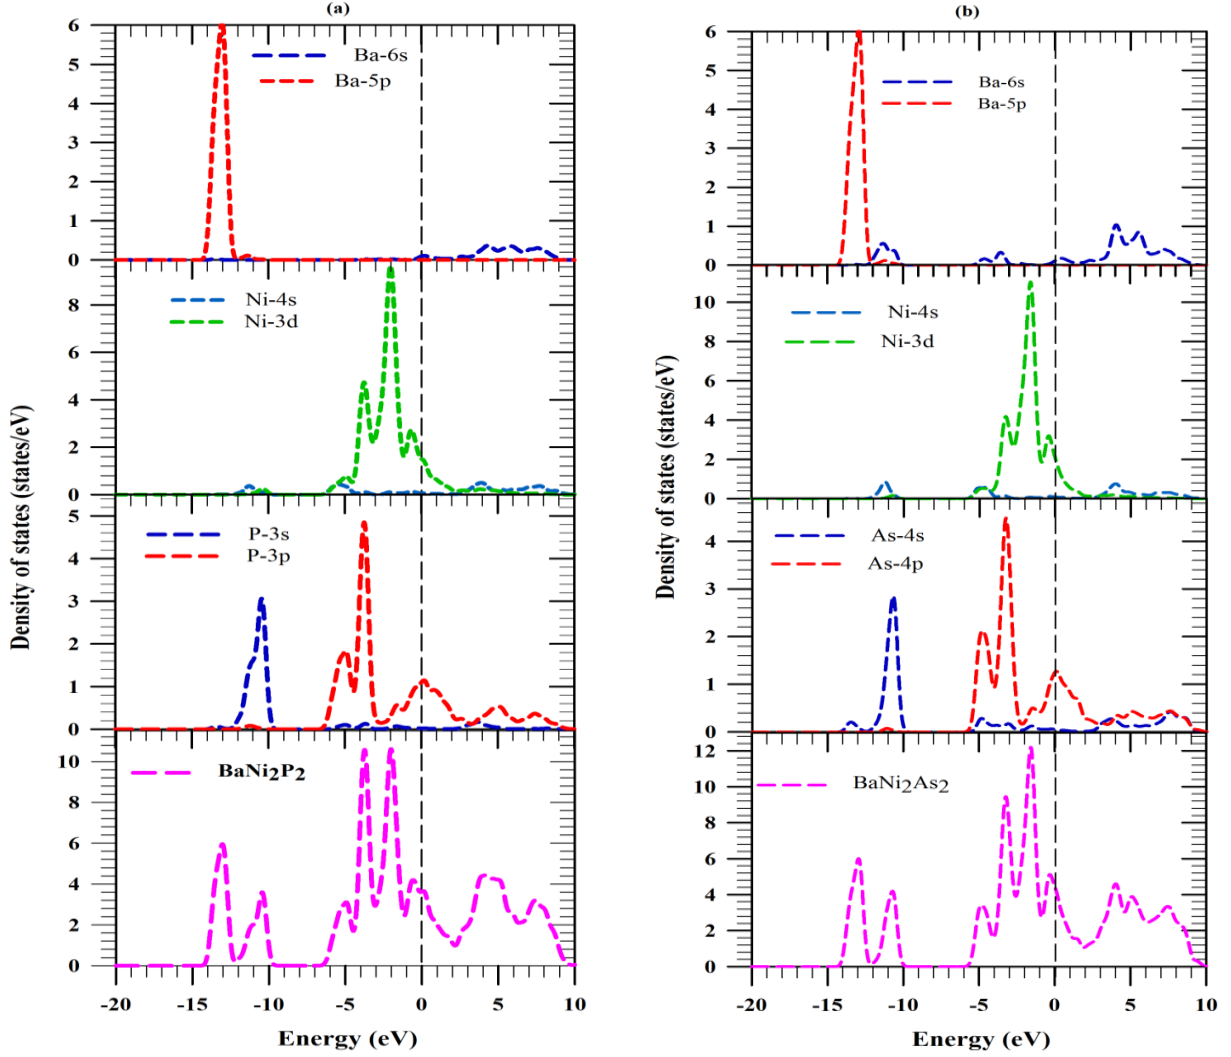 (a)
6
5
4
3
2
1
0
Ba-6s
Ba-5p
8
6
4
2
0
Ni-4s
Ni-3d
5
4
3
2
1
0
P-3s
P-3p
10
8
6
4
2
0
BaNi2P2
-20 -15 -10 -5 0 5 10
Energy (eV)
Density of states (states/eV)
(b)
6
5
4
3
2
1
0
Ba-6s
Ba-5p
10
8
6
4
2
0
Ni-4s
Ni-3d
4
3
2
1
0
As-4s
As-4p
12
10
8
6
4
2
0
BaNi2As2
-20 -15 -10 -5 0 5 10
Energy (eV)
Density of states (states/eV)